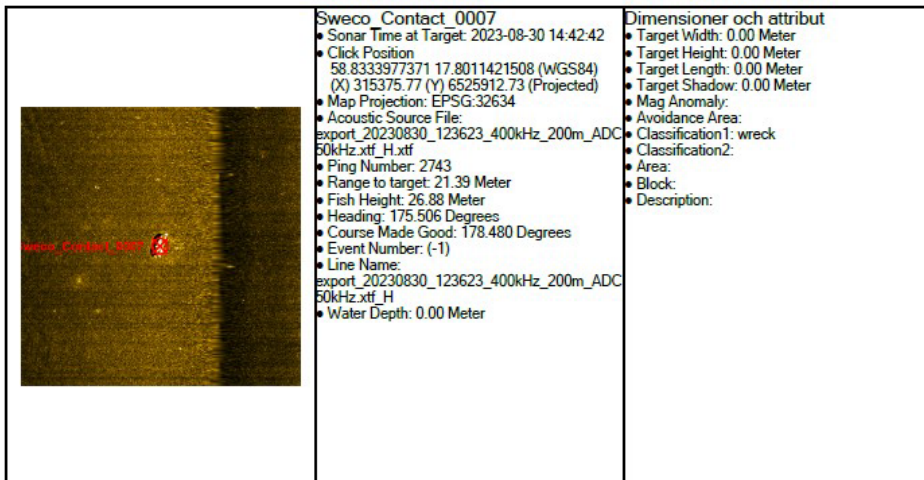 Sweco_Contact_0007
Sweco_Contact_0007
● Sonar Time at Target: 2023-08-30 14:42:42
● Click Position
58.8333977371 17.8011421508 (WGS84)
(X) 315375.77 (Y) 6525912.73 (Projected)
● Map Projection: EPSG:32634
● Acoustic Source File:
export_20230830_123623_400kHz_200m_ADC
50kHz.xtf_H.xtf
● Ping Number: 2743
● Range to target: 21.39 Meter
● Fish Height: 26.88 Meter
● Heading: 175.506 Degrees
● Course Made Good: 178.480 Degrees
● Event Number: (-1)
● Line Name:
export_20230830_123623_400kHz_200m_ADC
50kHz.xtf_H
● Water Depth: 0.00 Meter
Dimensioner och attribut
● Target Width: 0.00 Meter
● Target Height: 0.00 Meter
● Target Length: 0.00 Meter
● Target Shadow: 0.00 Meter
● Mag Anomaly:
● Avoidance Area:
● Classification1: wreck
● Classification2:
● Area:
● Block:
● Description: